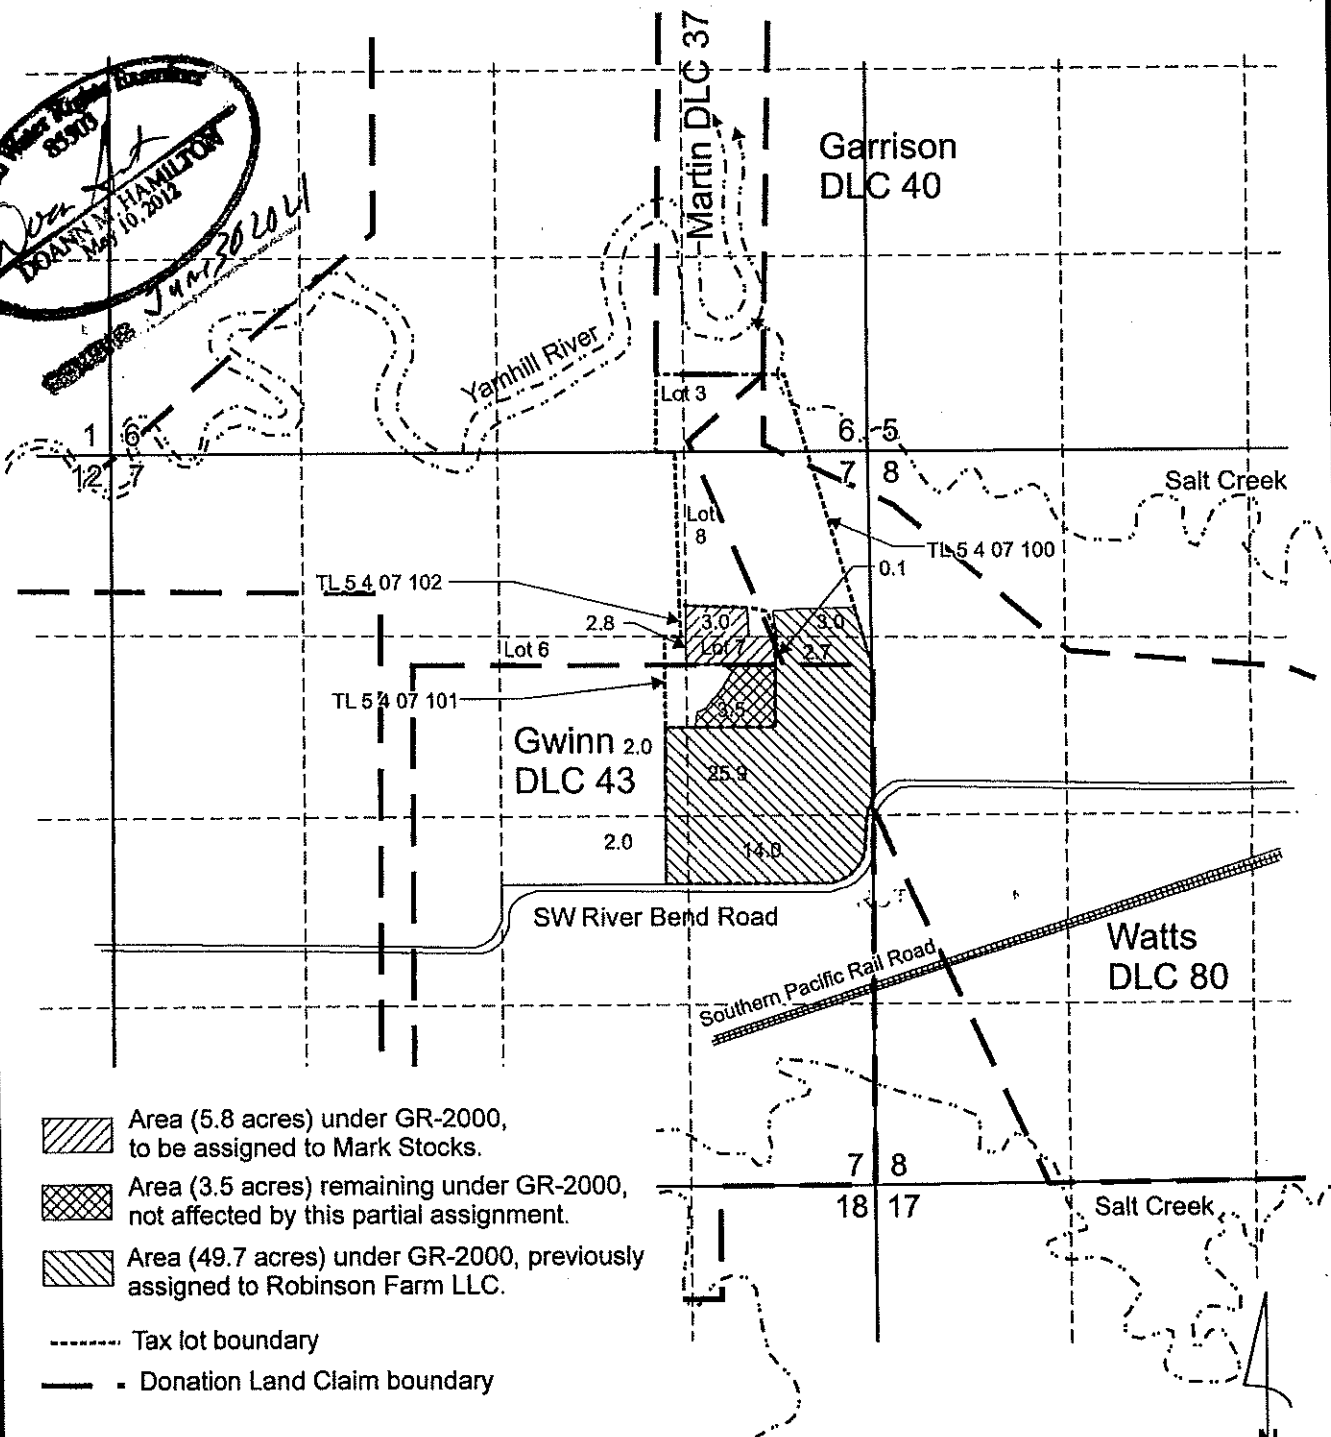 Martin DLC 37
Garrison
DLC 40
Water Rights Examiner
85503
DOANN M. HAMILTON
May 10, 2012
June 30 2021
Yamhill River
Lot 3
1 6
12 7
6 5
7 8
Salt Creek
Lot
8
TL 5 4 07 100
0.1
TL 5 4 07 102
2.8
3.0
3.0
Lot 7
2.7
Lot 6
TL 5 4 07 101
3.5
Gwinn 2.0
DLC 43
25.9
2.0
14.0
SW River Bend Road
Southern Pacific Rail Road
Watts
DLC 80
7 8
18 17
Salt Creek
Area (5.8 acres) under GR-2000,
to be assigned to Mark Stocks.
Area (3.5 acres) remaining under GR-2000,
not affected by this partial assignment.
Area (49.7 acres) under GR-2000, previously
assigned to Robinson Farm LLC.
Tax lot boundary
Donation Land Claim boundary